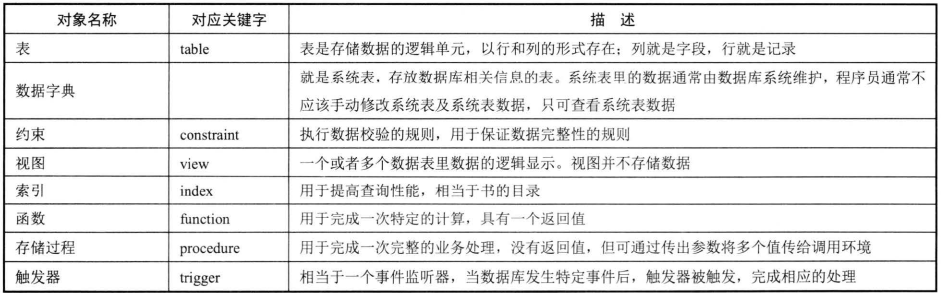 对象名称 对应关键字 描 述
表 table 表是存储数据的逻辑单元，以行和列的形式存在；列就是字段，行就是记录
数据字典 就是系统表，存放数据库相关信息的表。系统表里的数据通常由数据库系统维护，程序员通常不
应该手动修改系统表及系统表数据，只可查看系统表数据
约束 constraint 执行数据校验的规则，用于保证数据完整性的规则
视图 view 一个或者多个数据表里数据的逻辑显示。视图并不存储数据
索引 index 用于提高查询性能，相当于书的目录
函数 function 用于完成一次特定的计算，具有一个返回值
存储过程 procedure 用于完成一次完整的业务处理，没有返回值，但可通过传出参数将多个值传给调用环境
触发器 trigger 相当于一个事件监听器，当数据库发生特定事件后，触发器被触发，完成相应的处理